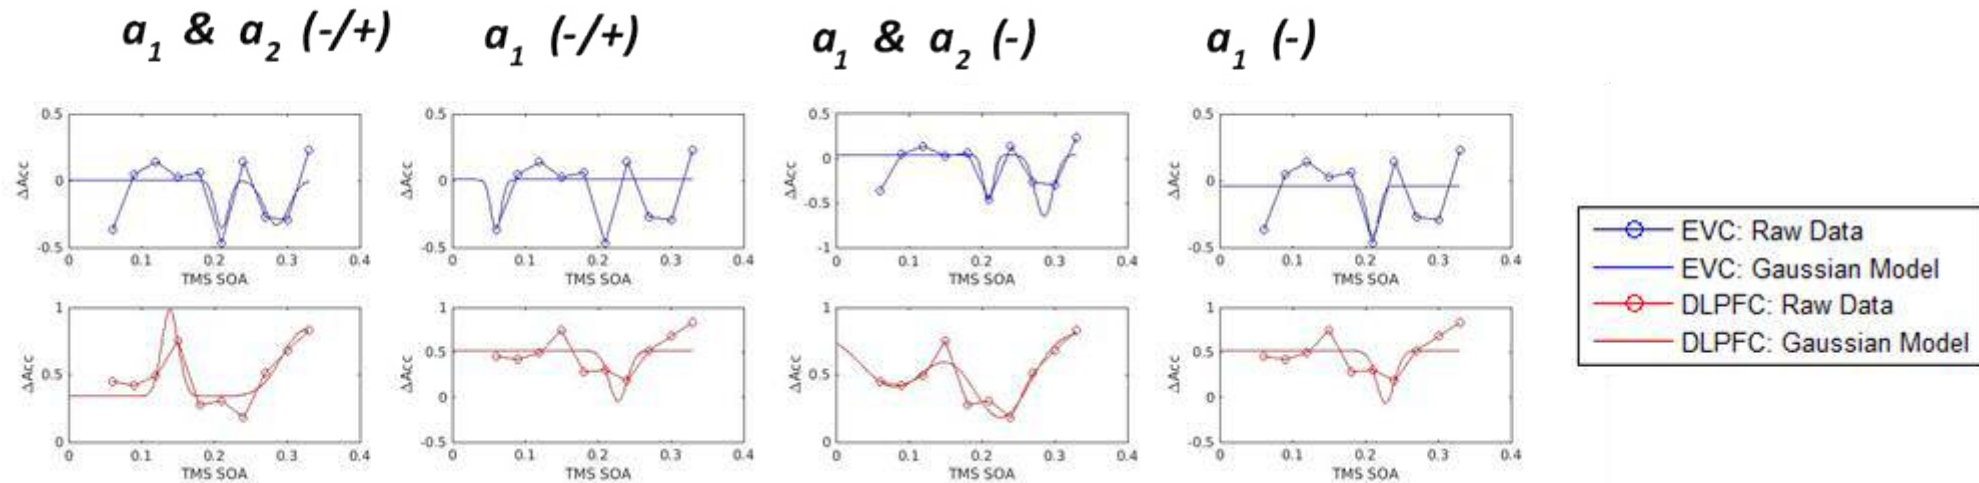 a1 & a2 (-/+)
a1 (-/+)
a1 & a2 (-)
a1 (-)
0.5
0
-0.5
ΔAcc
0 0.1 0.2 0.3 0.4
TMS SOA
0.5
0
-0.5
ΔAcc
0 0.1 0.2 0.3 0.4
TMS SOA
0.5
0
-0.5
-1
ΔAcc
0 0.1 0.2 0.3 0.4
TMS SOA
0.5
0
-0.5
ΔAcc
0 0.1 0.2 0.3 0.4
TMS SOA
EVC: Raw Data
EVC: Gaussian Model
DLPFC: Raw Data
DLPFC: Gaussian Model
1
0.5
0
ΔAcc
0 0.1 0.2 0.3 0.4
TMS SOA
1
0.5
0
-0.5
ΔAcc
0 0.1 0.2 0.3 0.4
TMS SOA
1
0.5
0
ΔAcc
0 0.1 0.2 0.3 0.4
TMS SOA
1
0.5
0
-0.5
ΔAcc
0 0.1 0.2 0.3 0.4
TMS SOA